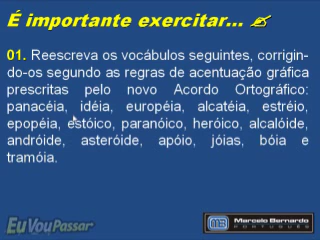 É importante exercitar...
01. Reescreva os vocábulos seguintes, corrigin-
do-os segundo as regras de acentuação gráfica
prescritas pelo novo Acordo Ortográfico:
panacéia, idéia, européia, alcatéia, estréio,
epopéia, estóico, paranóico, heróico, alcalóide,
andróide, asteróide, apóio, jóias, bóia e
tramóia.
EuVouPassar
MB
Marcelo Bernardo
PORTUGUÊS